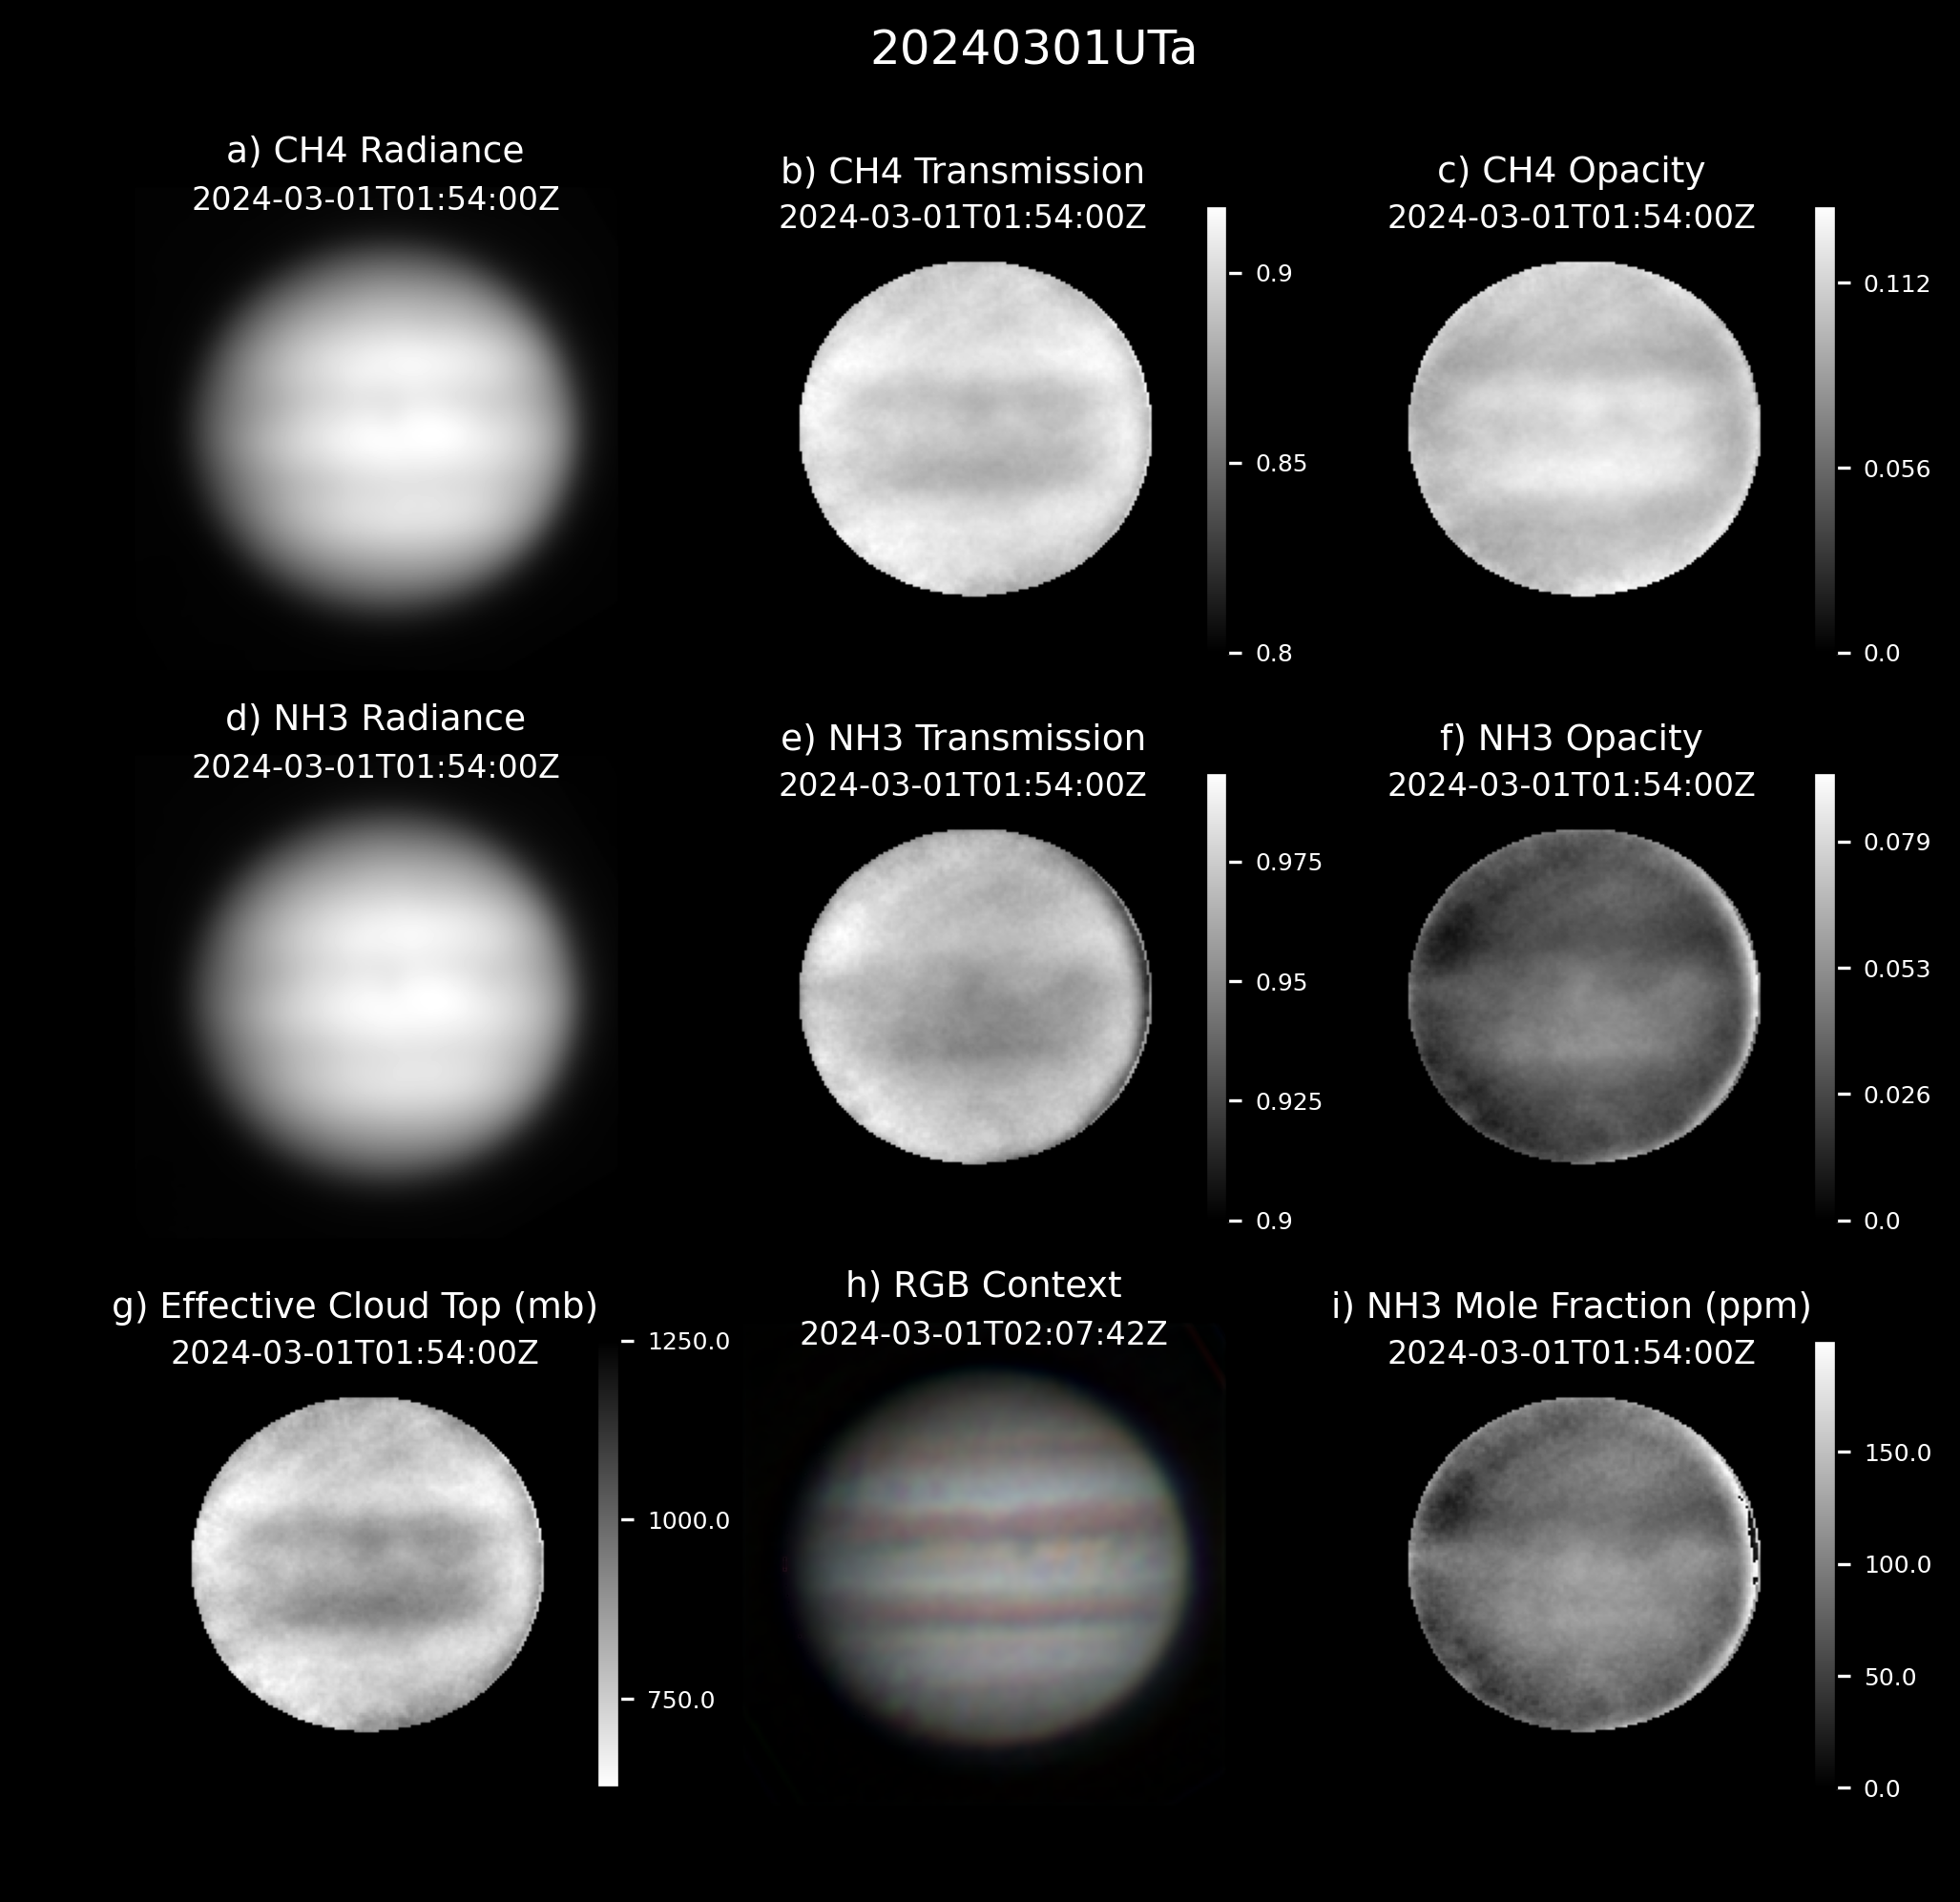 20240301UTa
a) CH4 Radiance
2024-03-01T01:54:00Z
b) CH4 Transmission
2024-03-01T01:54:00Z
0.9
0.85
0.8
c) CH4 Opacity
2024-03-01T01:54:00Z
0.112
0.056
0.0
d) NH3 Radiance
2024-03-01T01:54:00Z
e) NH3 Transmission
2024-03-01T01:54:00Z
0.975
0.95
0.925
0.9
f) NH3 Opacity
2024-03-01T01:54:00Z
0.079
0.053
0.026
0.0
g) Effective Cloud Top (mb)
2024-03-01T01:54:00Z
1250.0
1000.0
750.0
h) RGB Context
2024-03-01T02:07:42Z
i) NH3 Mole Fraction (ppm)
2024-03-01T01:54:00Z
150.0
100.0
50.0
0.0